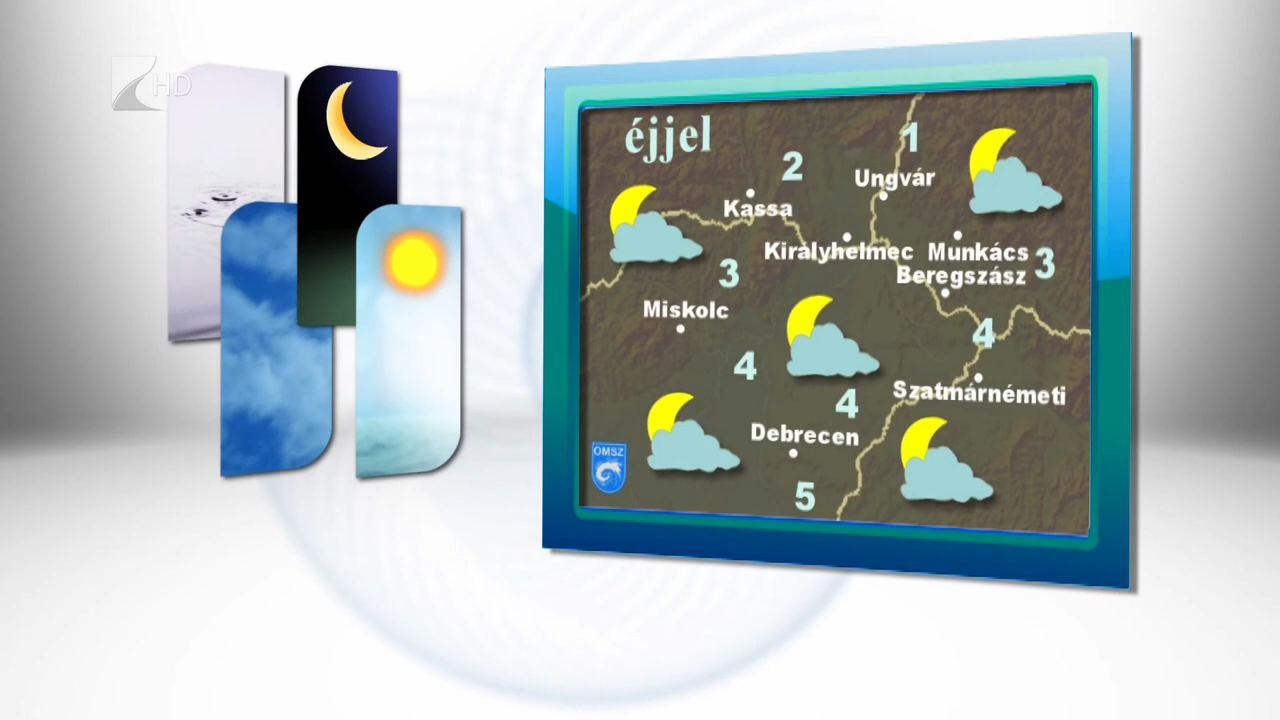 HD
éjjel
1
2
Ungvár
Kassa
Királyhelmec
Munkács
3
Beregszász
3
Miskolc
4
4
Szatmárnémeti
4
Debrecen
OMSZ
5